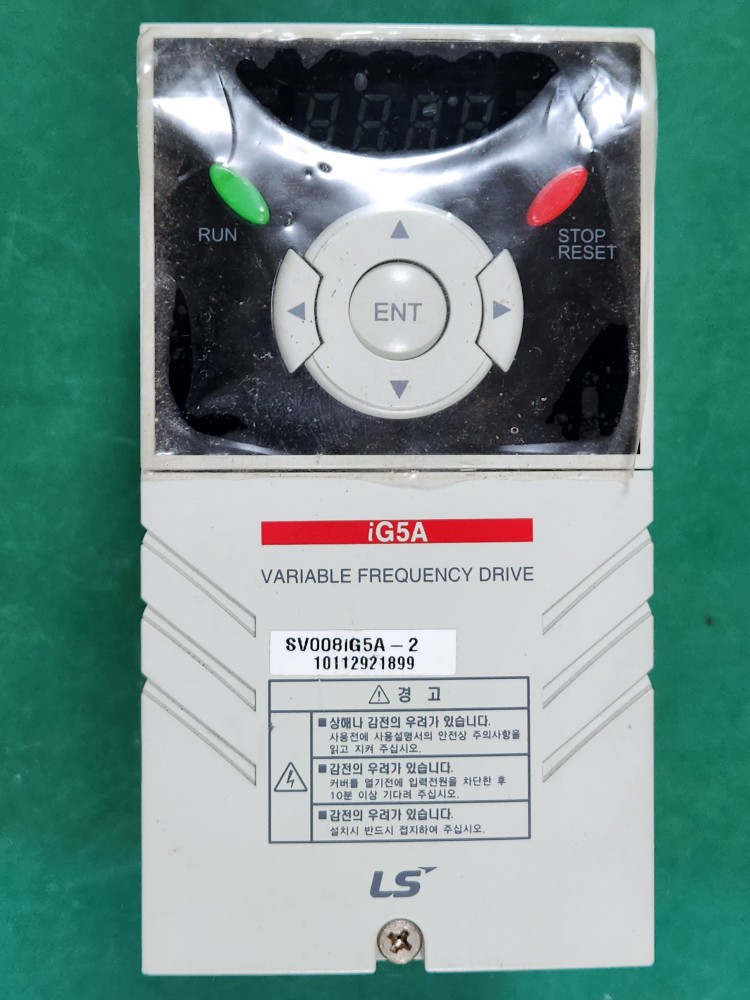 RUN
STOP
RESET
ENT
iG5A
VARIABLE FREQUENCY DRIVE
SV008iG5A-2
10112921899
경 고
■ 상해나 감전의 우려가 있습니다.
사용전에 사용설명서의 안전상 주의사항을
읽고 지켜 주십시오.
■ 감전의 우려가 있습니다.
커버를 열기전에 입력전원을 차단한 후
10분 이상 기다려 주십시오.
■ 감전의 우려가 있습니다.
설치시 반드시 접지하여 주십시오.
LS